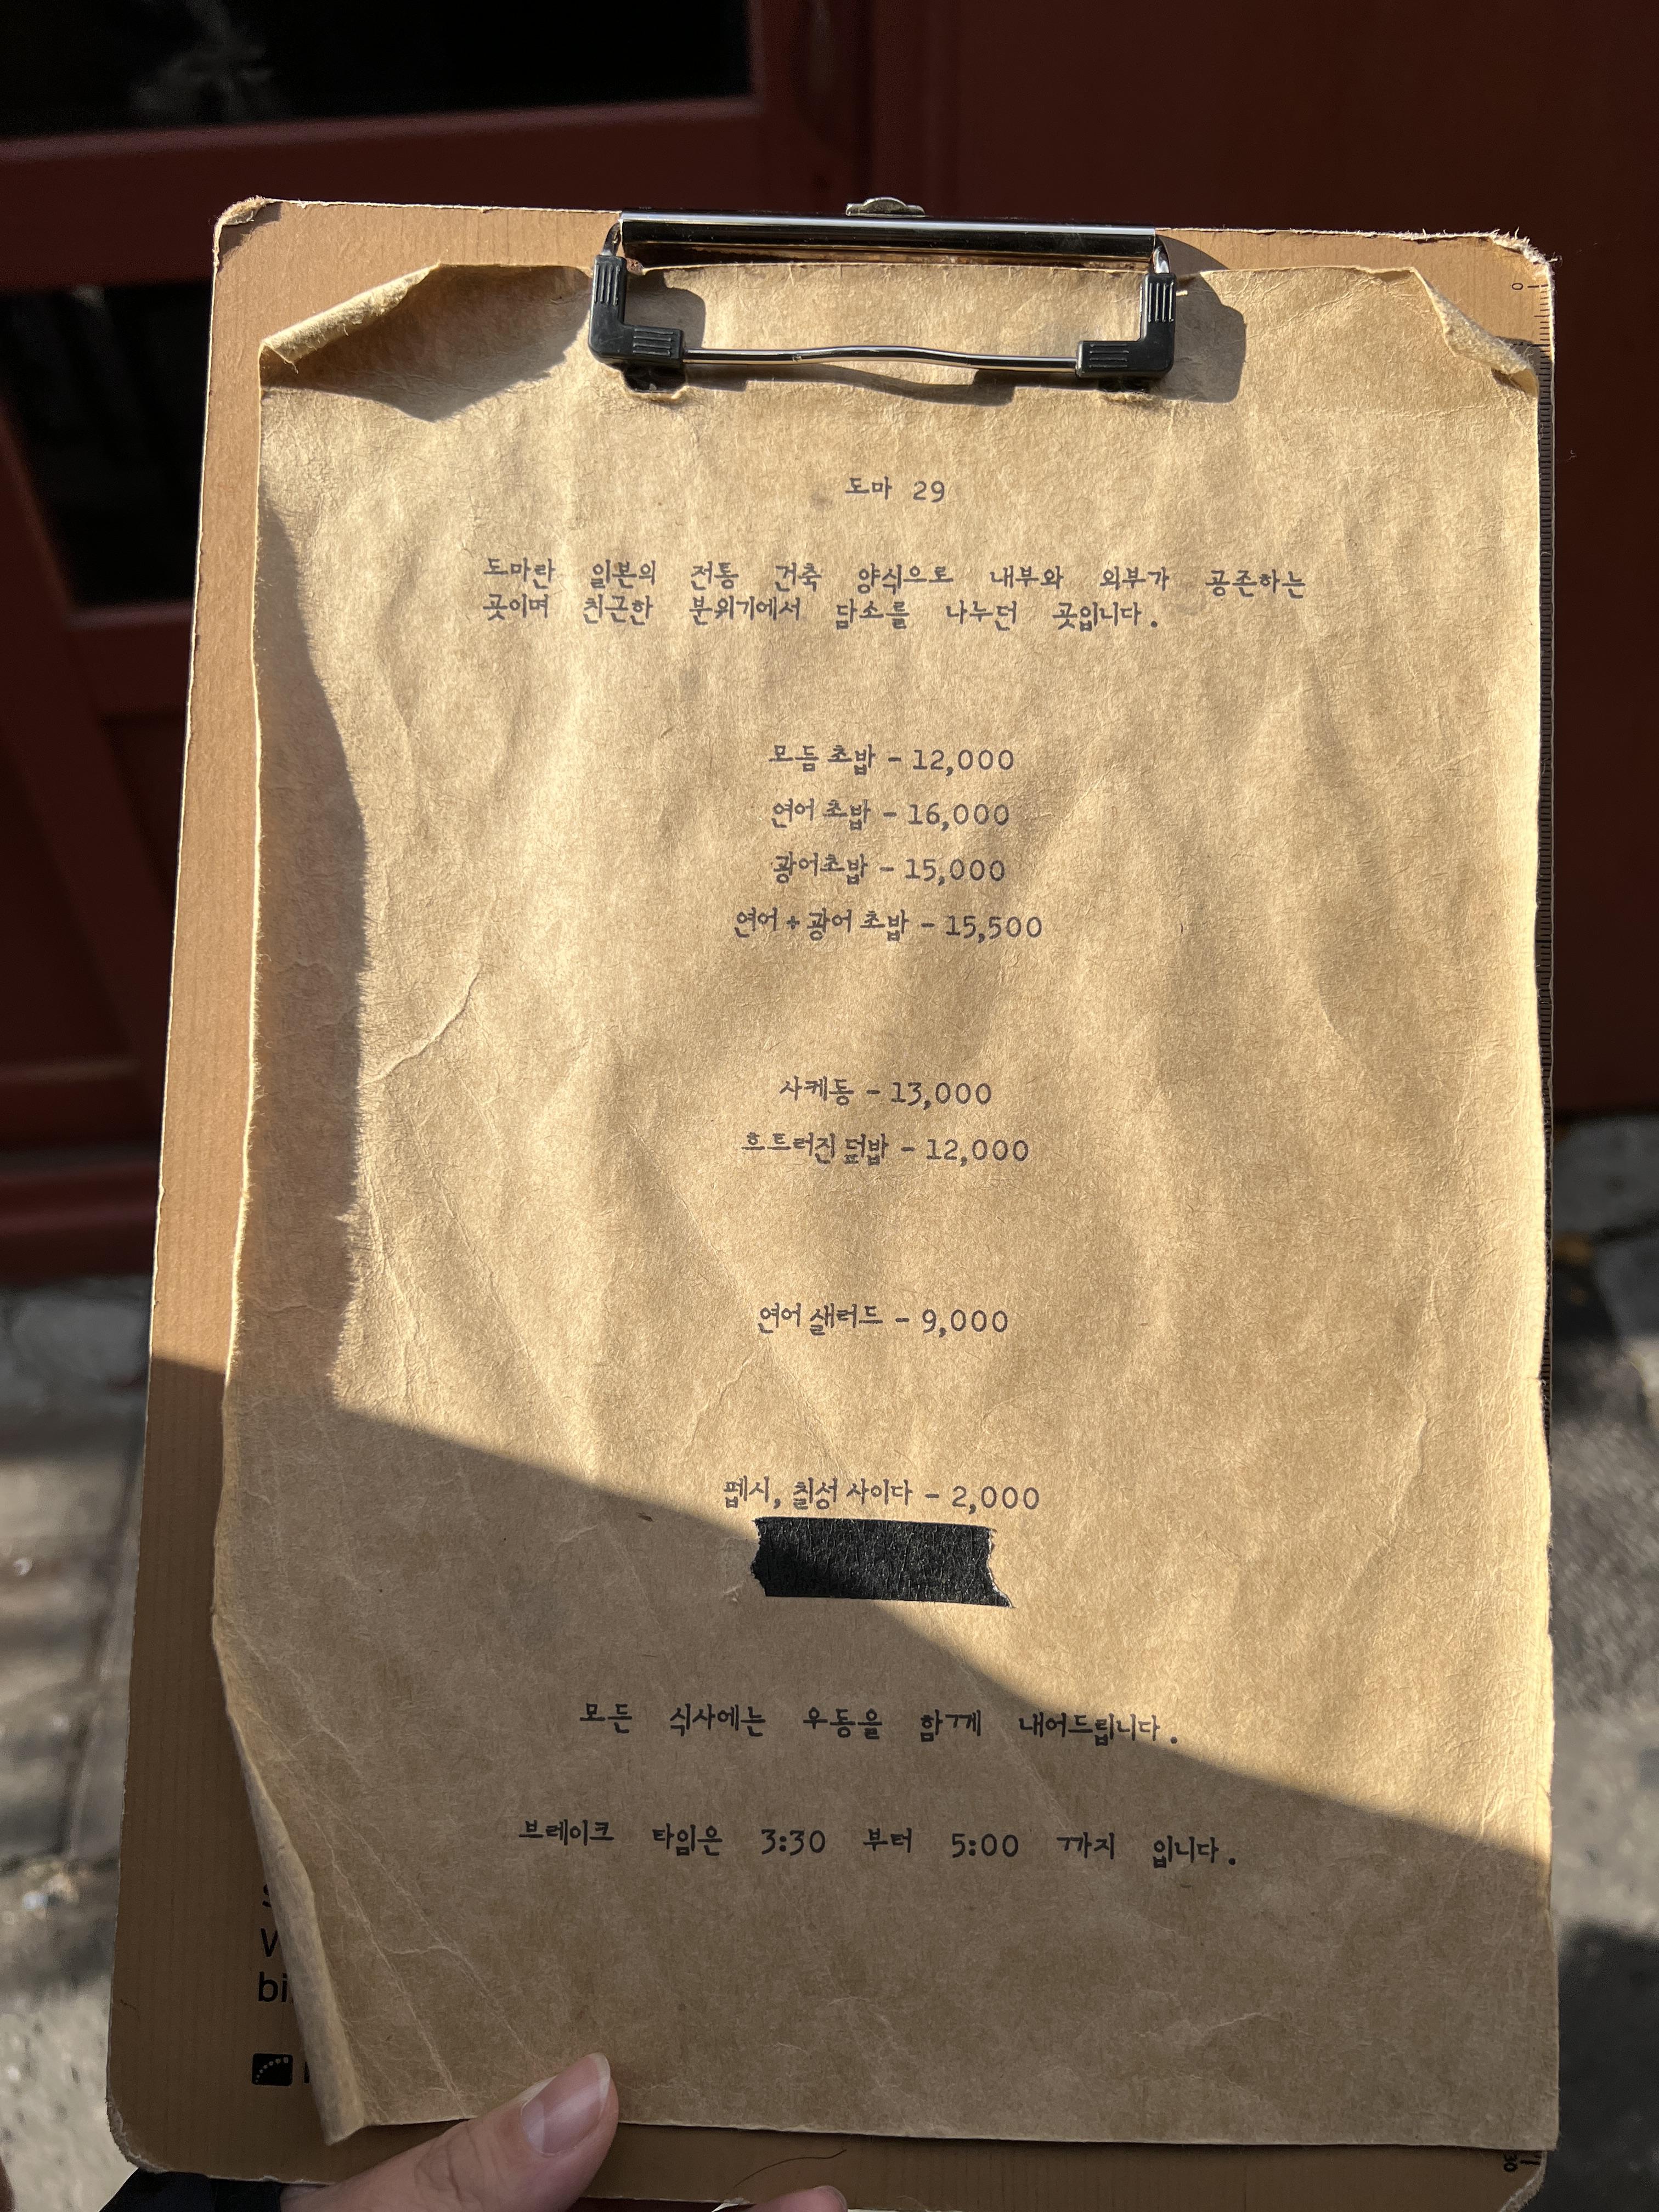 도마 29
도마란 일본의 전통 건축 양식으로 내부와 외부가 공존하는
곳이며 친근한 분위기에서 담소를 나누던 곳입니다.
모듬 초밥 - 12,000
연어 초밥 - 16,000
광어초밥 - 15,000
연어 + 광어 초밥 - 15,500
사케동 - 13,000
흐트러진 덮밥 - 12,000
연어 샐러드 - 9,000
펩시, 칠성 사이다 - 2,000
모든 식사에는 우동을 함께 내어드립니다.
브레이크 타임은 3:30 부터 5:00 까지 입니다.